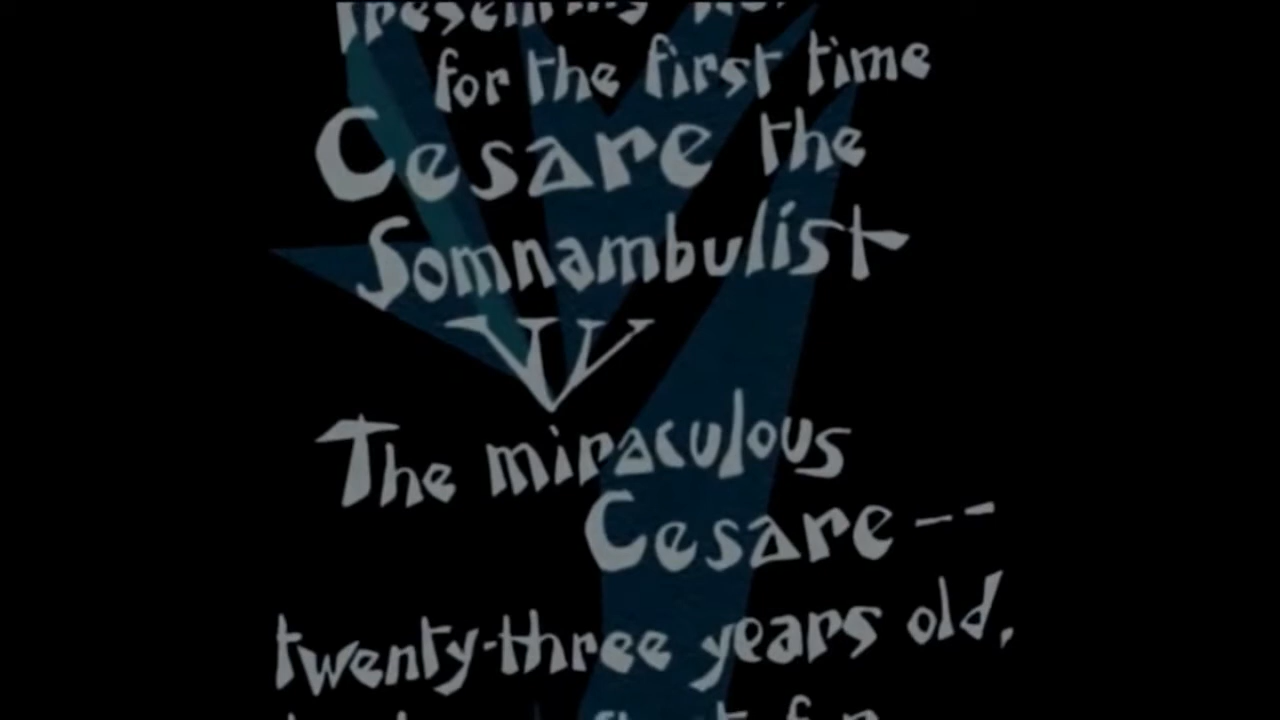 for the first time
Cesare the
Somnambulist
The miraculous
Cesare--
twenty-three years old,